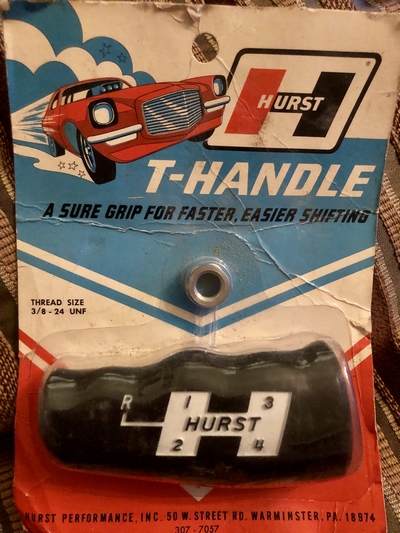 HURST
®
T-HANDLE
A SURE GRIP FOR FASTER, EASIER SHIFTING
THREAD SIZE
3/8 - 24 UNF
R 1 3
HURST
2 4
HURST PERFORMANCE, INC. 50 W. STREET RD. WARMINSTER, PA. 18974
307-7057